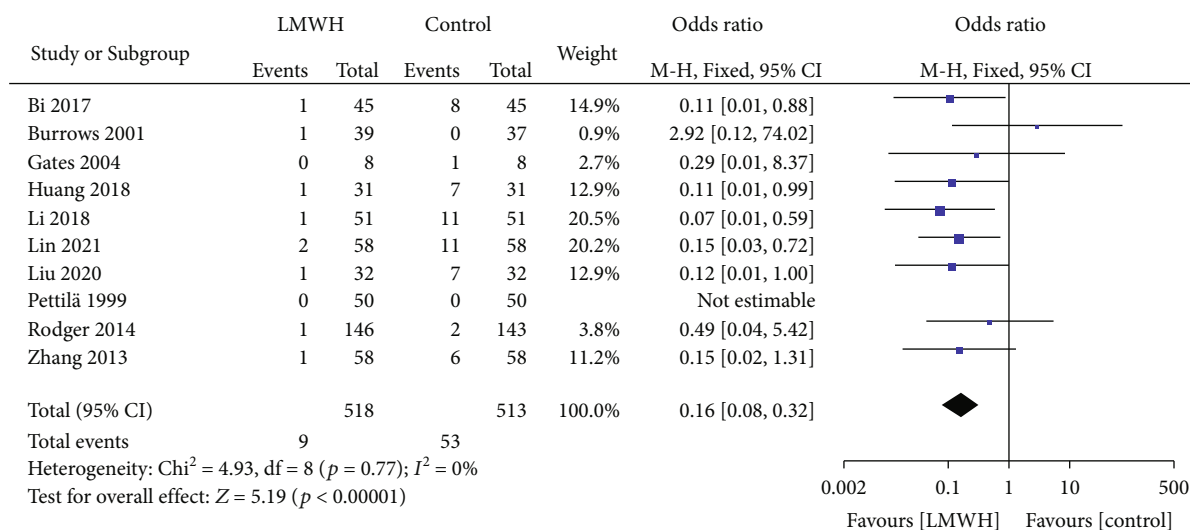 LMWH Control Odds ratio Odds ratio
Study or Subgroup Weight
Events Total Events Total M-H, Fixed, 95% CI M-H, Fixed, 95% CI
Bi 2017 1 45 8 45 14.9% 0.11 [0.01, 0.88]
Burrows 2001 1 39 0 37 0.9% 2.92 [0.12, 74.02]
Gates 2004 0 8 1 8 2.7% 0.29 [0.01, 8.37]
Huang 2018 1 31 7 31 12.9% 0.11 [0.01, 0.99]
Li 2018 1 51 11 51 20.5% 0.07 [0.01, 0.59]
Lin 2021 2 58 11 58 20.2% 0.15 [0.03, 0.72]
Liu 2020 1 32 7 32 12.9% 0.12 [0.01, 1.00]
Pettilä 1999 0 50 0 50 Not estimable
Rodger 2014 1 146 2 143 3.8% 0.49 [0.04, 5.42]
Zhang 2013 1 58 6 58 11.2% 0.15 [0.02, 1.31]
Total (95% CI) 518 513 100.0% 0.16 [0.08, 0.32]
Total events 9 53
Heterogeneity: Chi² = 4.93, df = 8 (p = 0.77); I² = 0%
Test for overall effect: Z = 5.19 (p < 0.00001)
0.002 0.1 1 10 500
Favours [LMWH] Favours [control]